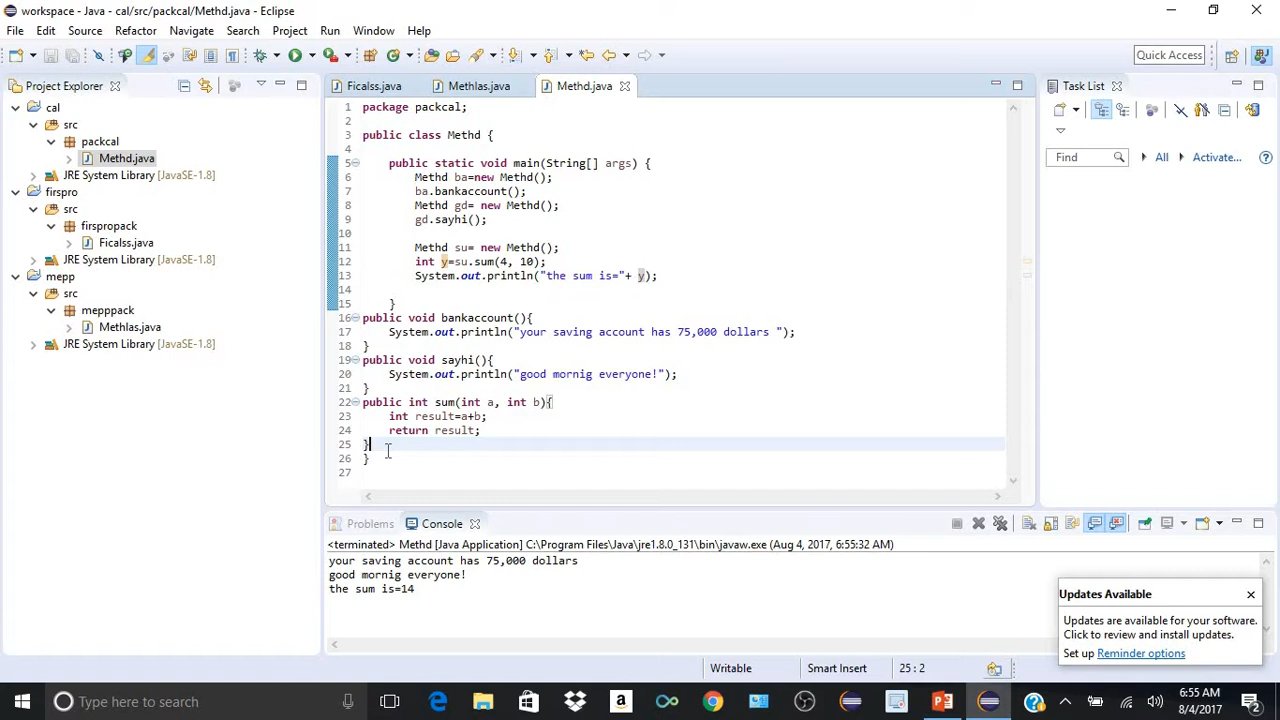 workspace - Java - cal/src/packcal/Methd.java - Eclipse
File Edit Source Refactor Navigate Search Project Run Window Help
Quick Access
Project Explorer
cal
src
packcal
Methd.java
JRE System Library [JavaSE-1.8]
firspro
src
firspropack
Ficalss.java
JRE System Library [JavaSE-1.8]
mepp
src
mepppack
Methlas.java
JRE System Library [JavaSE-1.8]
Ficalss.java Methlas.java Methd.java
1 package packcal;
2
3 public class Methd {
4
5 public static void main(String[] args) {
6 Methd ba=new Methd();
7 ba.bankaccount();
8 Methd gd= new Methd();
9 gd.sayhi();
10
11 Methd su= new Methd();
12 int y=su.sum(4, 10);
13 System.out.println("the sum is="+ y);
14
15 }
16 public void bankaccount(){
17 System.out.println("your saving account has 75,000 dollars ");
18 }
19 public void sayhi(){
20 System.out.println("good mornig everyone!");
21 }
22 public int sum(int a, int b){
23 int result=a+b;
24 return result;
25 }
26 }
27
Task List
Find All Activate...
Problems Console
<terminated> Methd [Java Application] C:\Program Files\Java\jre1.8.0_131\bin\javaw.exe (Aug 4, 2017, 6:55:32 AM)
your saving account has 75,000 dollars
good mornig everyone!
the sum is=14
Updates Available
Updates are available for your software.
Click to review and install updates.
Set up Reminder options
Writable Smart Insert 25 : 2
Type here to search
6:55 AM
8/4/2017